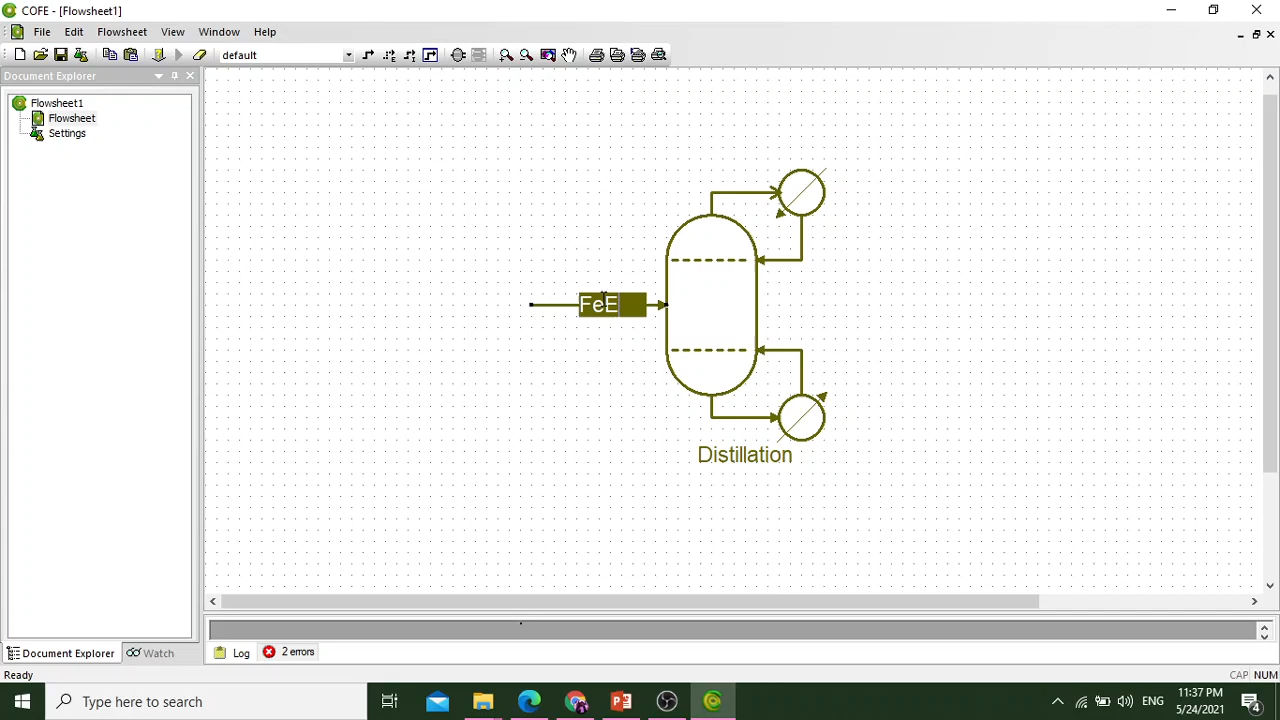 COFE - [Flowsheet1]
File Edit Flowsheet View Window Help
default
Document Explorer
Flowsheet1
Flowsheet
Settings
FeE
Distillation
Document Explorer
Watch
Log
2 errors
Ready
CAP NUM
Type here to search
ENG
11:37 PM
5/24/2021
4